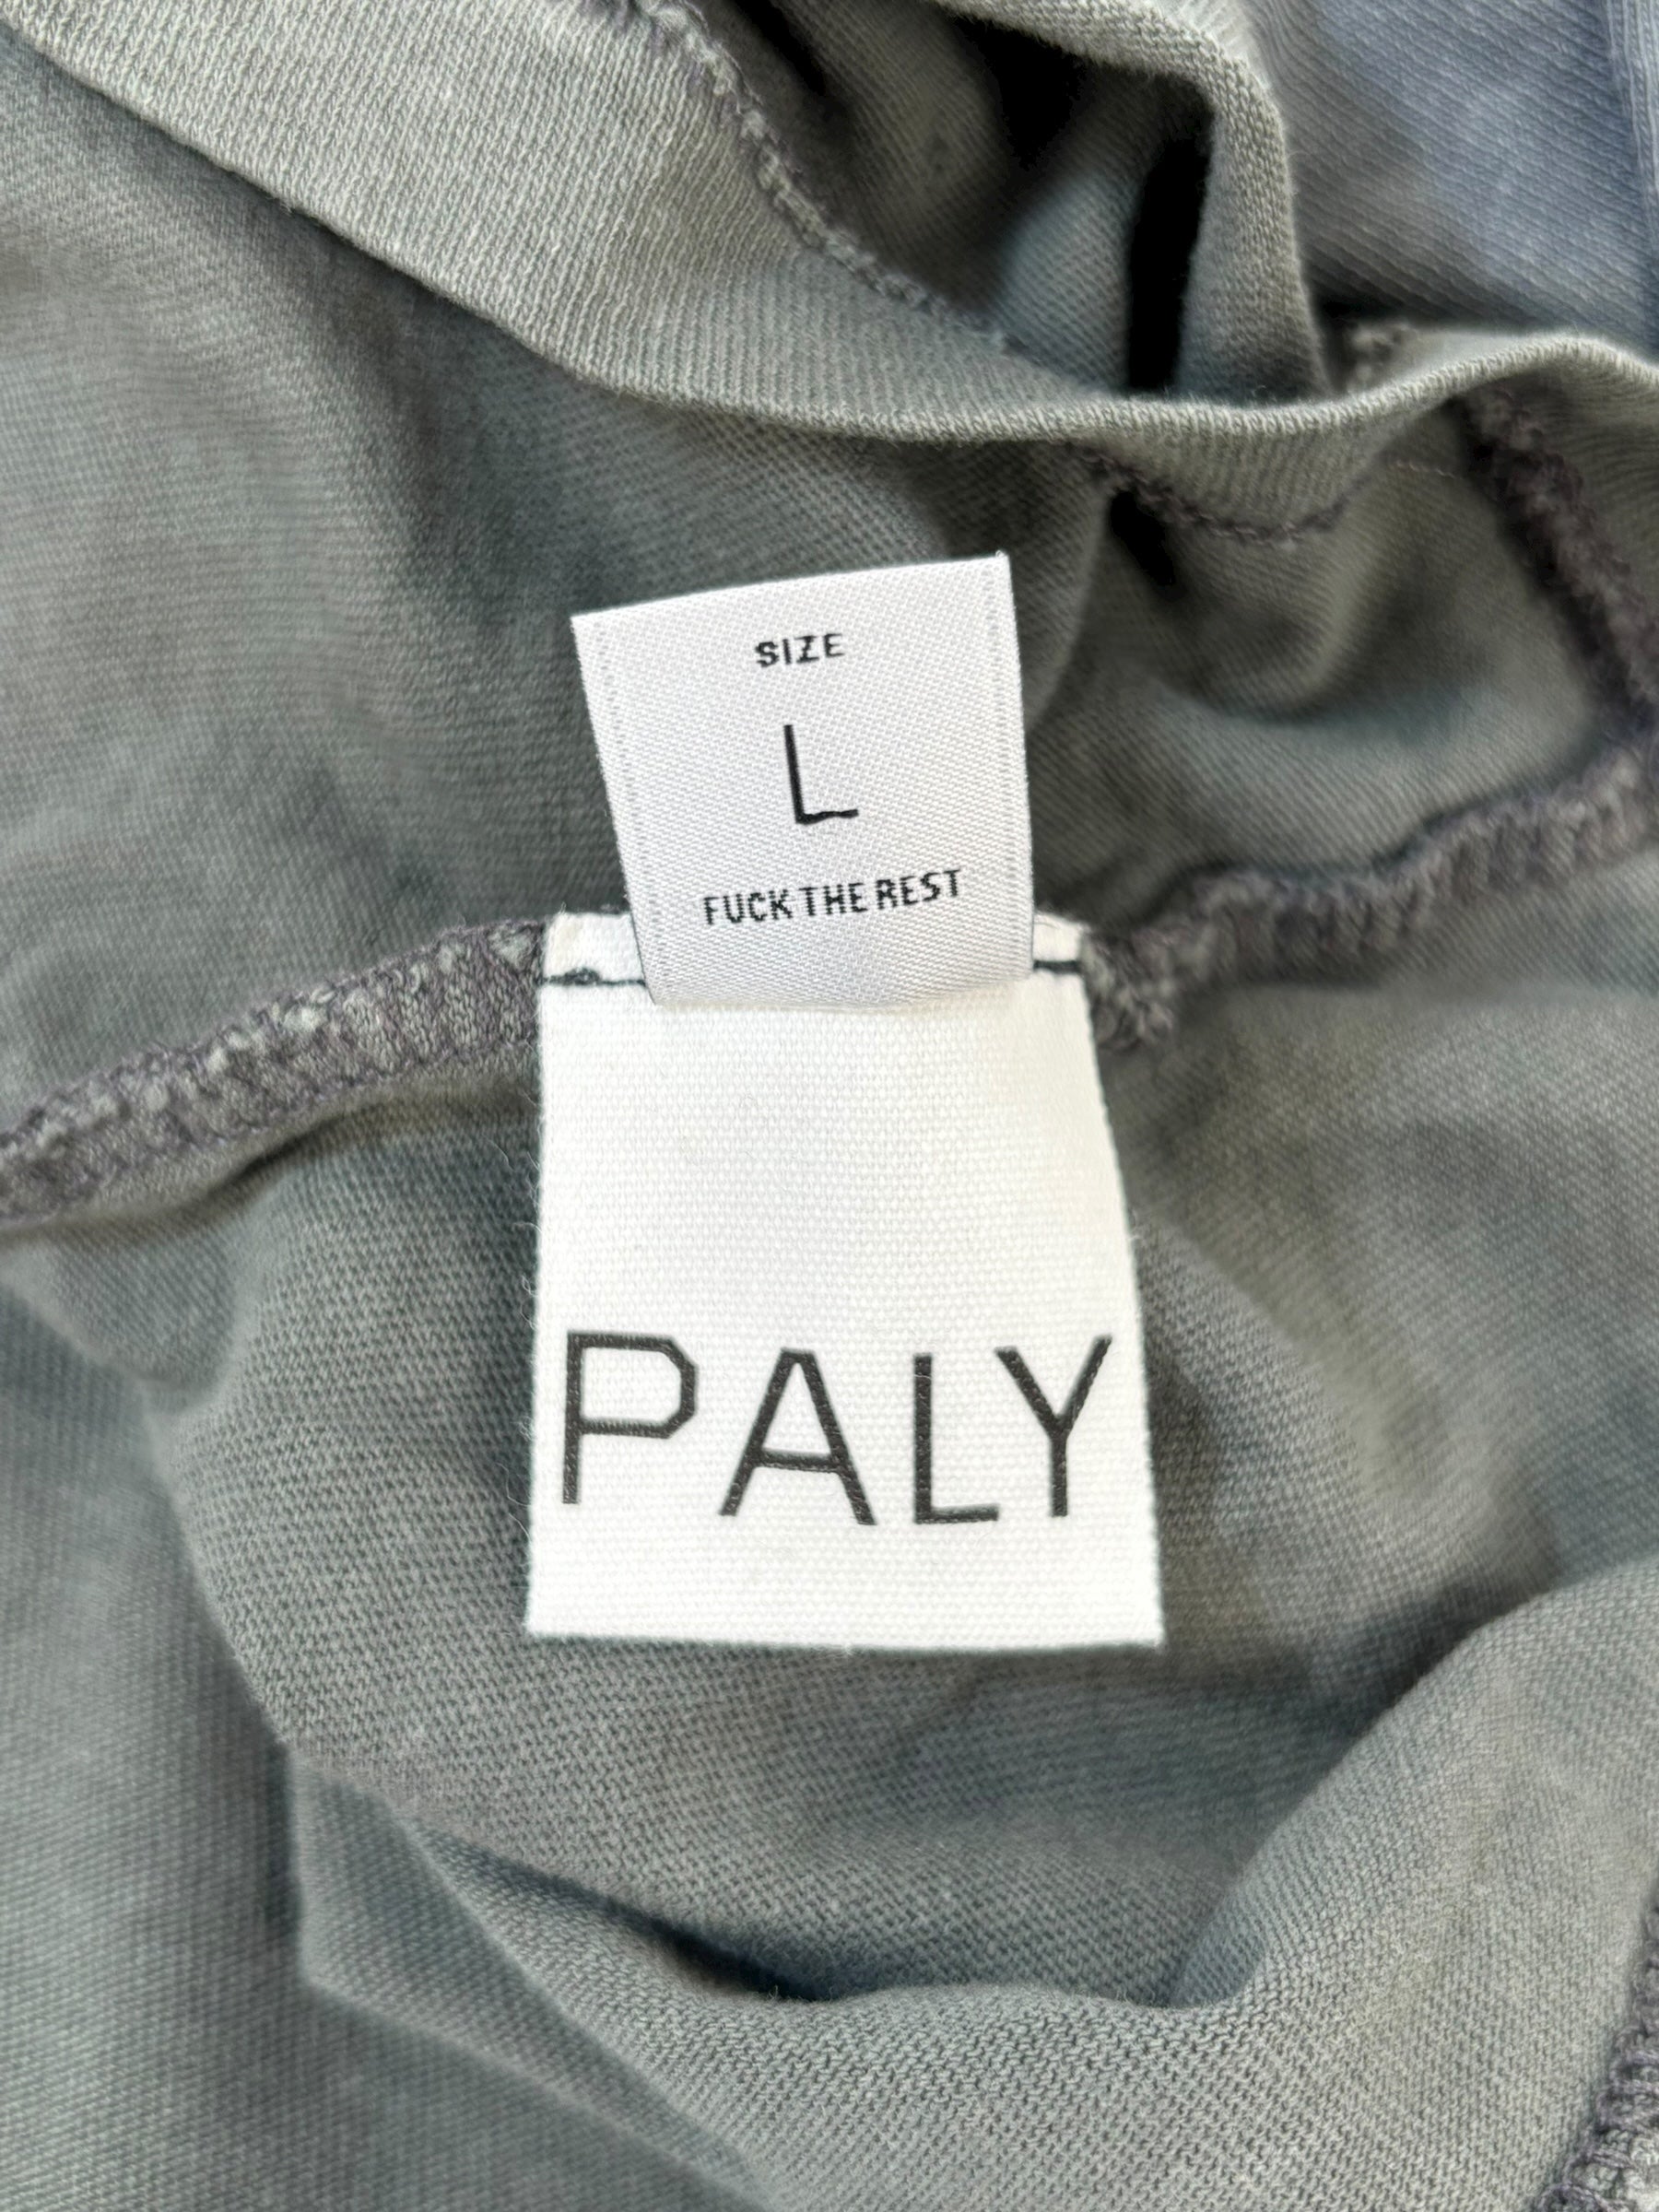 SIZE
L
FUCK THE REST
PALY